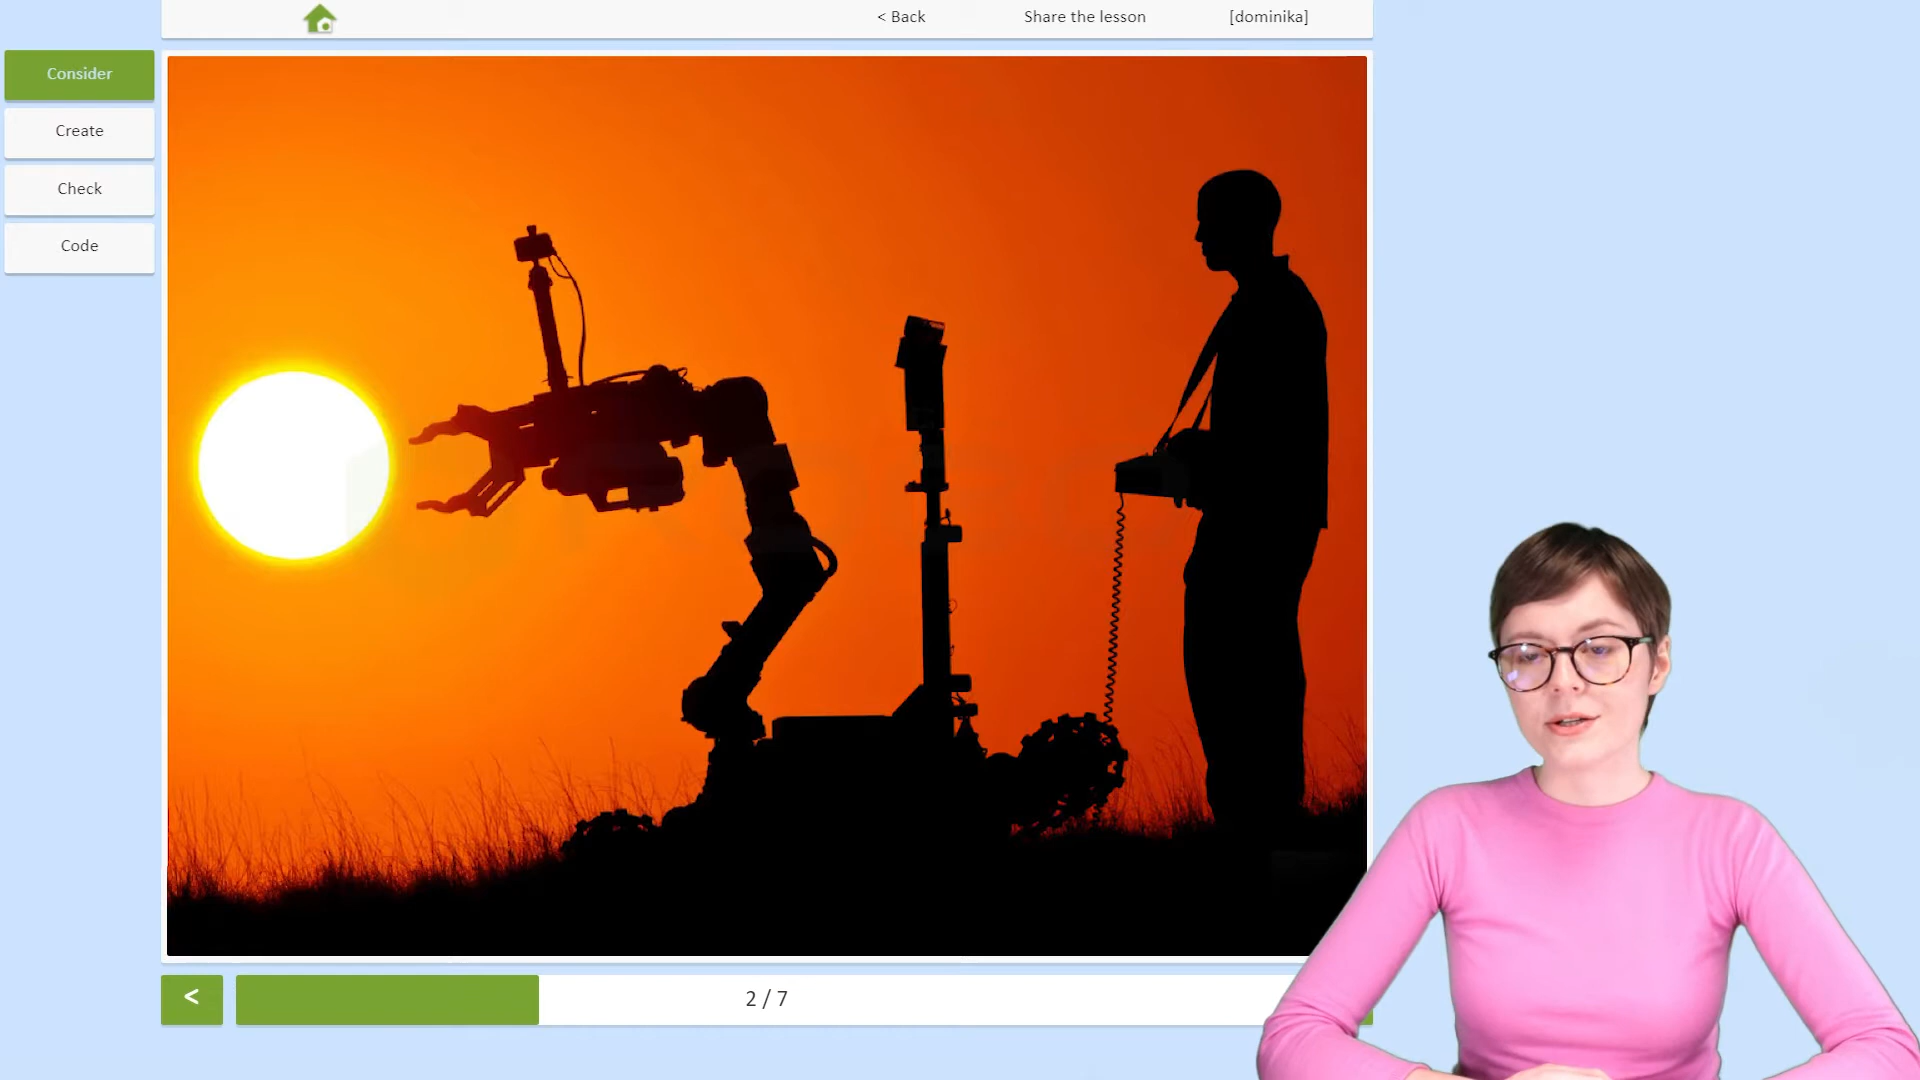 < Back
Share the lesson
[dominika]
Consider
Create
Check
Code
<
2 / 7